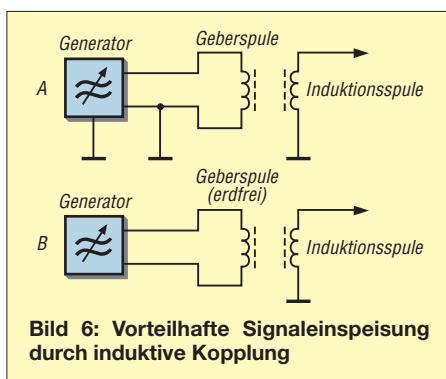 Generator
Geberspule
A
Induktionsspule
Generator
Geberspule
(erdfrei)
B
Induktionsspule
Bild 6: Vorteilhafte Signaleinspeisung
durch induktive Kopplung